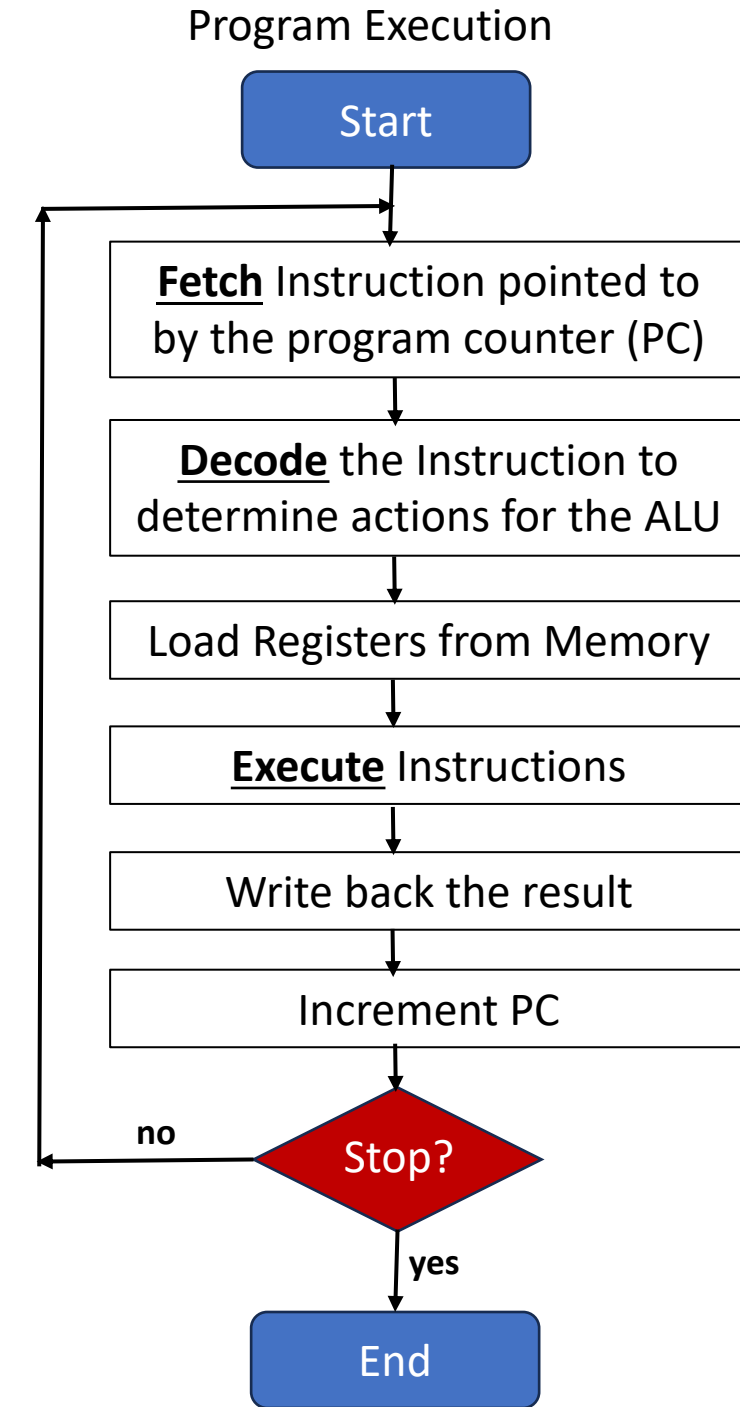 Program Execution
Start
Fetch Instruction pointed to
by the program counter (PC)
Decode the Instruction to
determine actions for the ALU
Load Registers from Memory
Execute Instructions
Write back the result
Increment PC
no
Stop?
yes
End